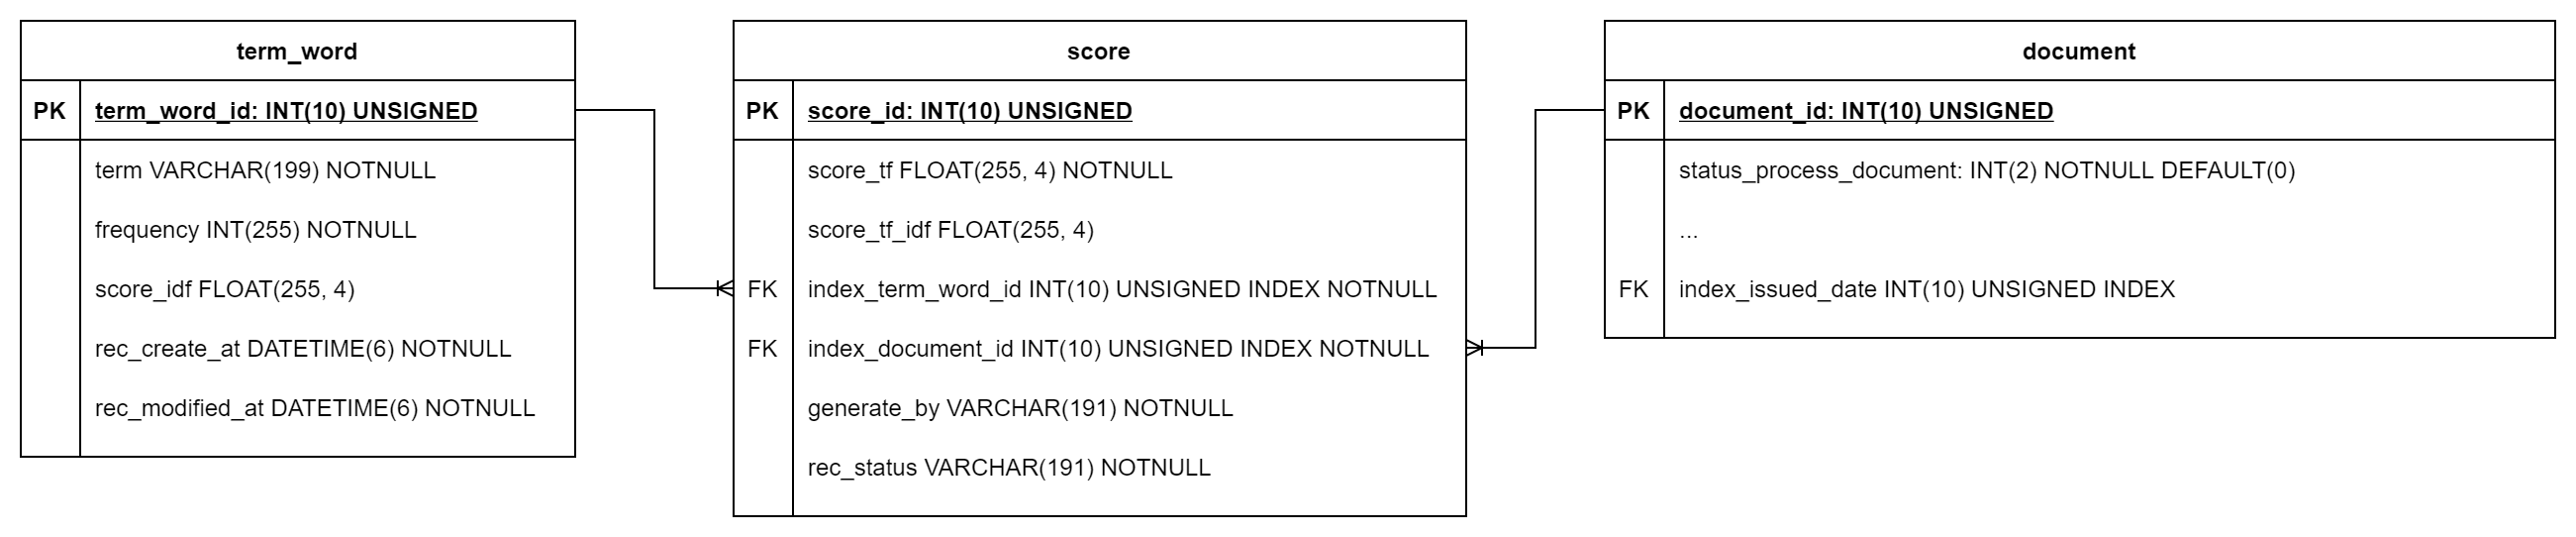 term_word
PK term_word_id: INT(10) UNSIGNED
term VARCHAR(199) NOTNULL
frequency INT(255) NOTNULL
score_idf FLOAT(255, 4)
rec_create_at DATETIME(6) NOTNULL
rec_modified_at DATETIME(6) NOTNULL
score
PK score_id: INT(10) UNSIGNED
score_tf FLOAT(255, 4) NOTNULL
score_tf_idf FLOAT(255, 4)
FK index_term_word_id INT(10) UNSIGNED INDEX NOTNULL
FK index_document_id INT(10) UNSIGNED INDEX NOTNULL
generate_by VARCHAR(191) NOTNULL
rec_status VARCHAR(191) NOTNULL
document
PK document_id: INT(10) UNSIGNED
status_process_document: INT(2) NOTNULL DEFAULT(0)
...
FK index_issued_date INT(10) UNSIGNED INDEX